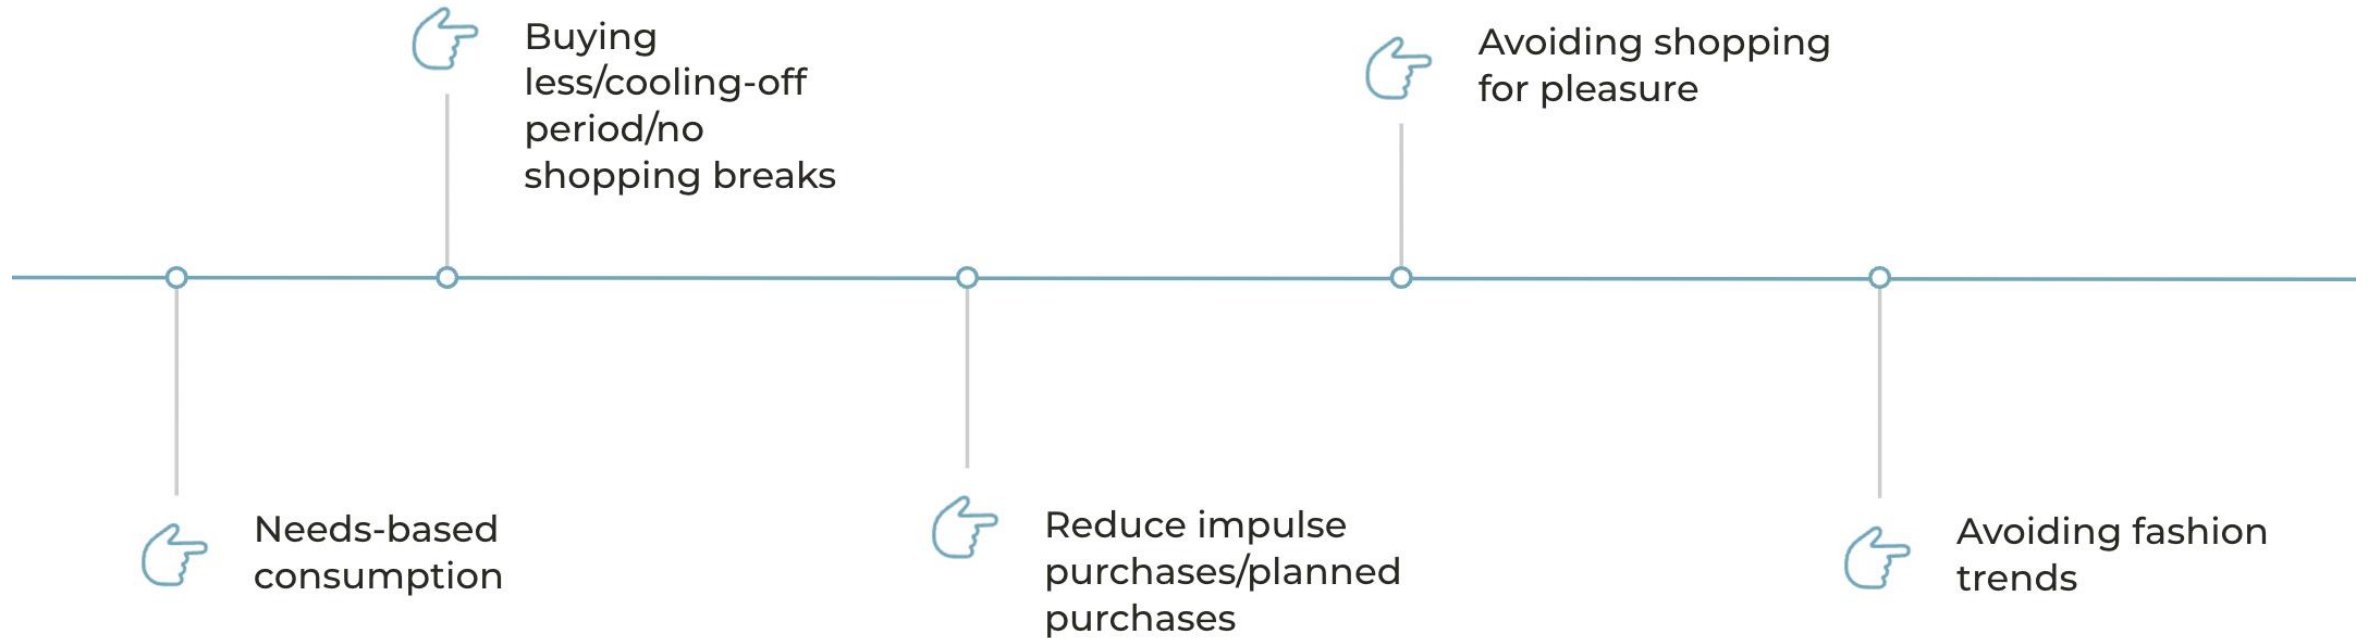 Buying
less/cooling-off
period/no
shopping breaks
Avoiding shopping
for pleasure
Needs-based
consumption
Reduce impulse
purchases/planned
purchases
Avoiding fashion
trends